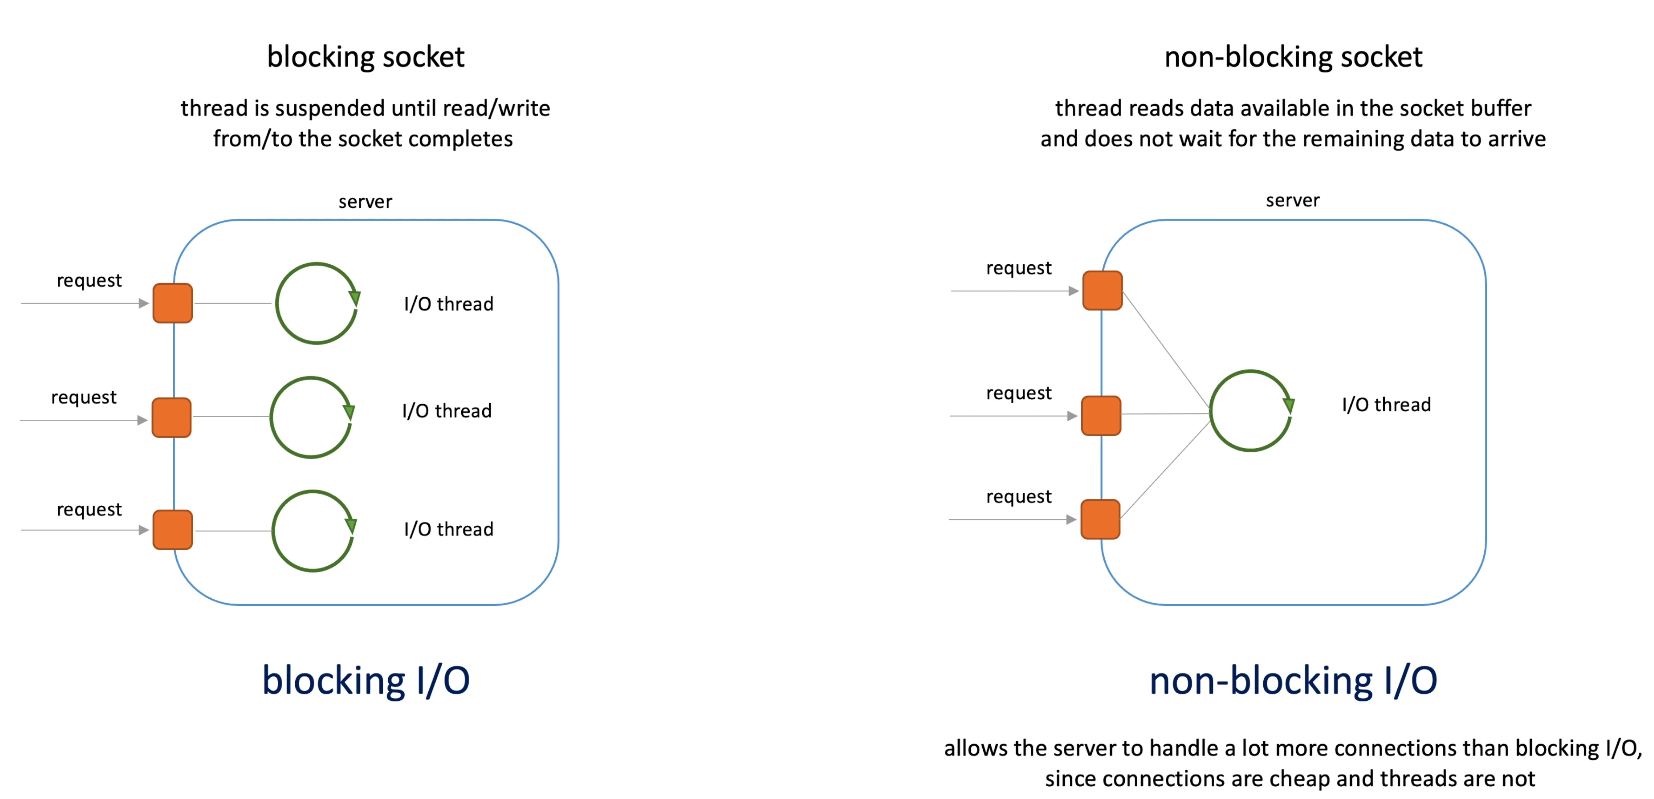 blocking socket
thread is suspended until read/write
from/to the socket completes
server
request
I/O thread
request
I/O thread
request
I/O thread
blocking I/O
non-blocking socket
thread reads data available in the socket buffer
and does not wait for the remaining data to arrive
server
request
request
I/O thread
request
non-blocking I/O
allows the server to handle a lot more connections than blocking I/O,
since connections are cheap and threads are not